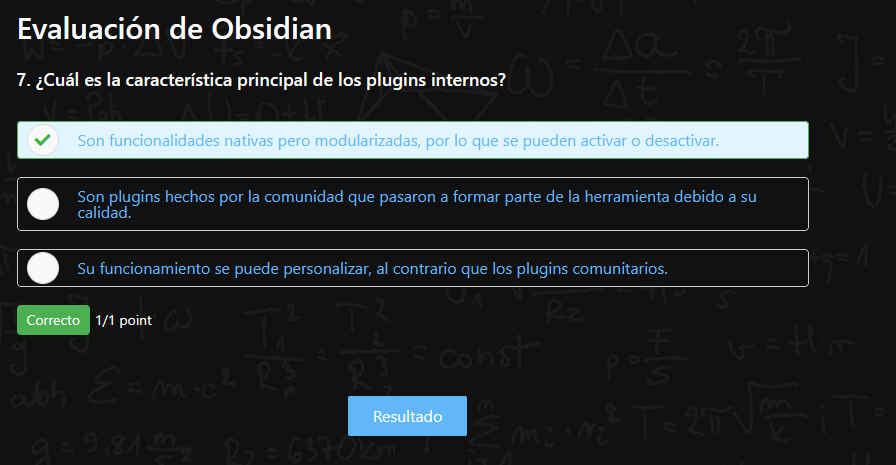 Evaluación de Obsidian
7. ¿Cuál es la característica principal de los plugins internos?
Son funcionalidades nativas pero modularizadas, por lo que se pueden activar o desactivar.
Son plugins hechos por la comunidad que pasaron a formar parte de la herramienta debido a su
calidad.
Su funcionamiento se puede personalizar, al contrario que los plugins comunitarios.
Correcto 1/1 point
Resultado